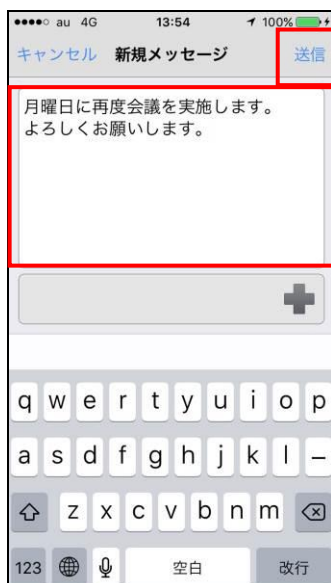 au 4G 13:54 100%
キャンセル 新規メッセージ 送信
月曜日に再度会議を実施します。
よろしくお願いします。
q w e r t y u i o p
a s d f g h j k l –
z x c v b n m
123 空白 改行